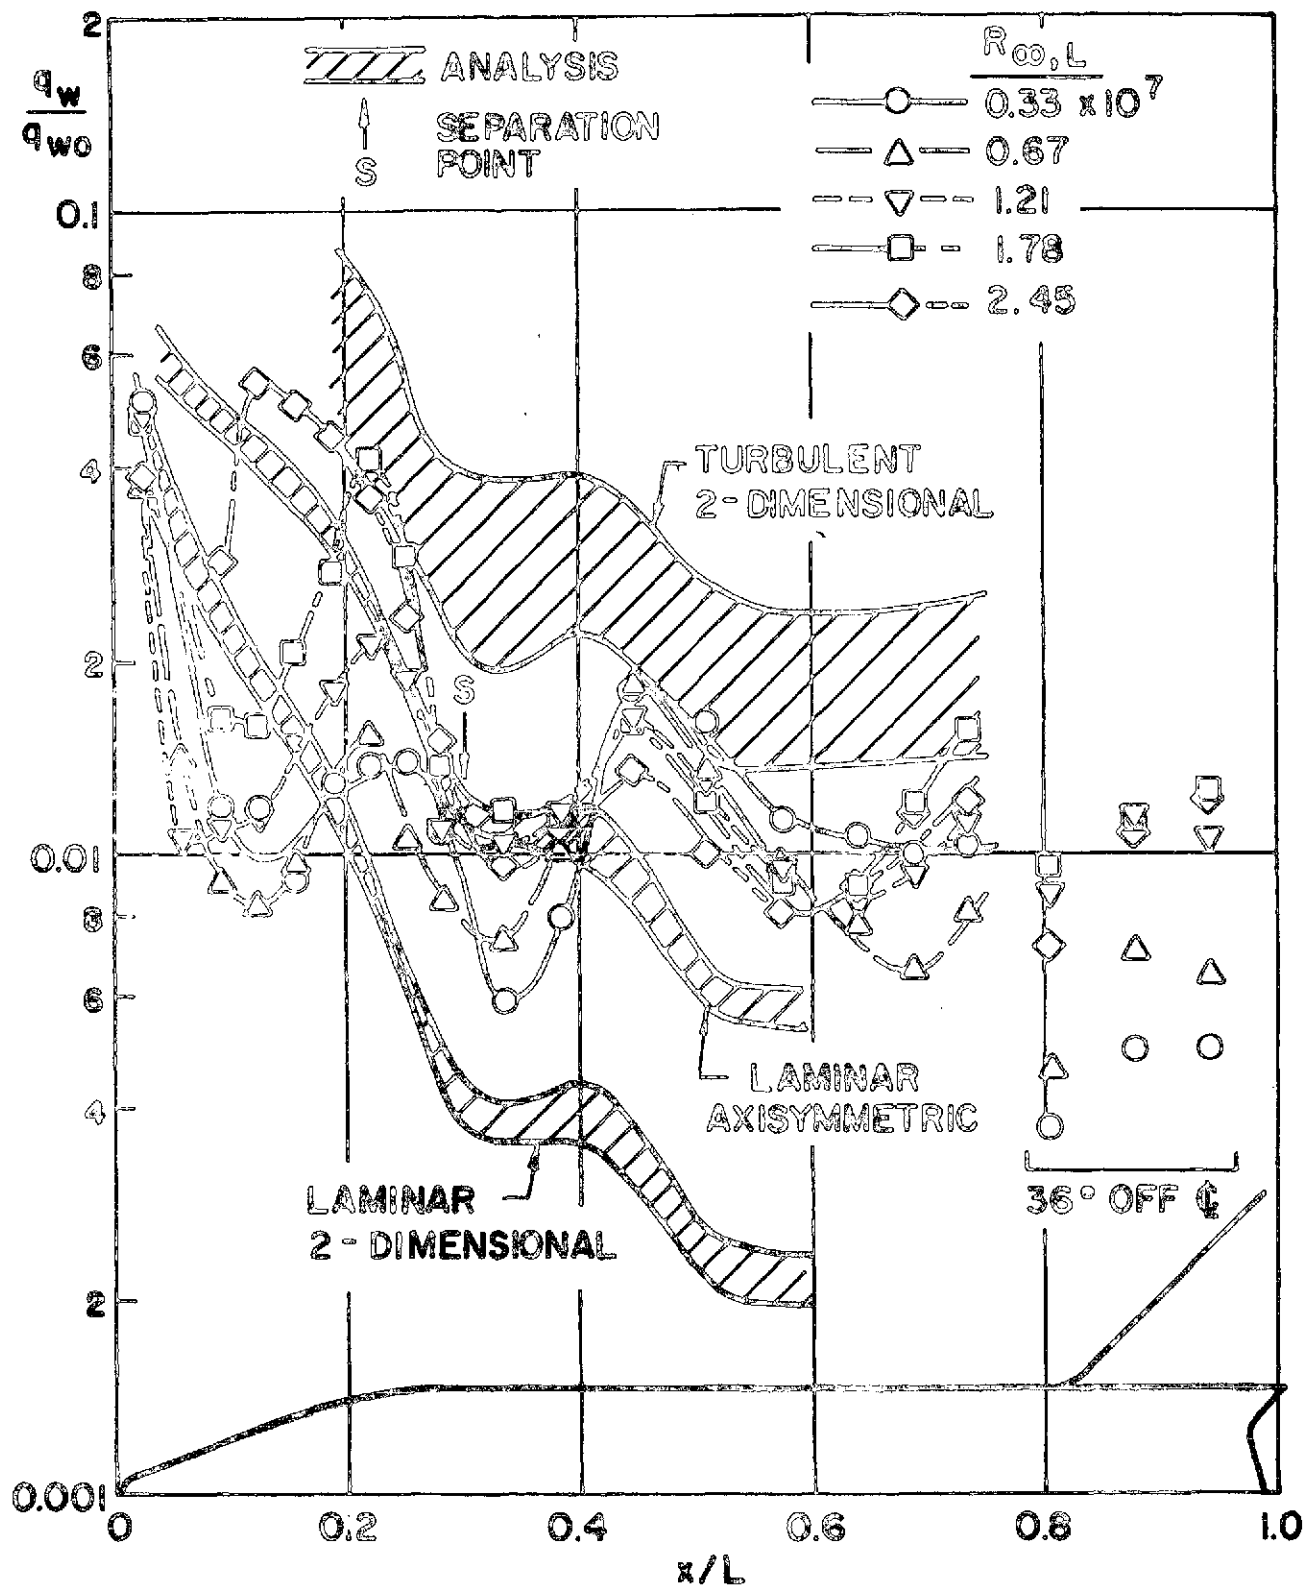 2
q_w
q_wo
ANALYSIS
SEPARATION
POINT
S
R∞,L
0.33 x10^7
0.67
1.21
1.78
2.45
0.1
8
6
4
TURBULENT
2-DIMENSIONAL
2
S
0.01
8
6
LAMINAR
AXISYMMETRIC
4
LAMINAR
2-DIMENSIONAL
36° OFF ℄
2
0.001
0 0.2 0.4 0.6 0.8 1.0
x/L